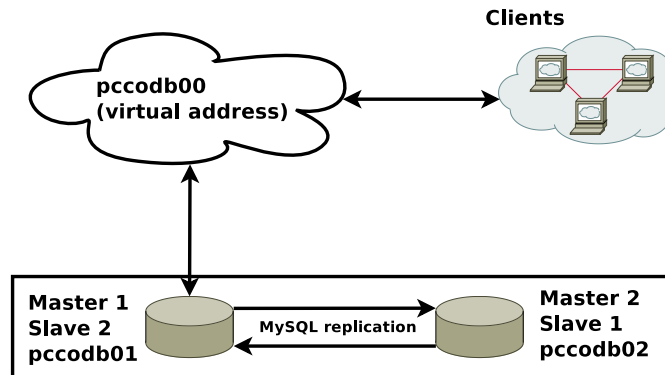 Clients
pccodb00
(virtual address)
Master 1
Slave 2
pccodb01
MySQL replication
Master 2
Slave 1
pccodb02